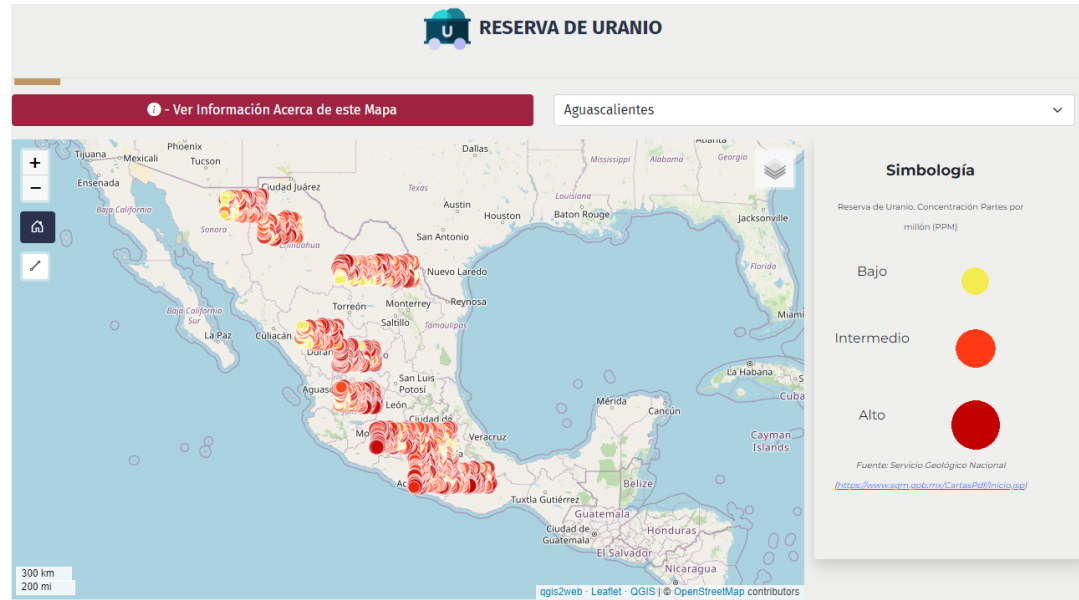 U
RESERVA DE URANIO
i - Ver Información Acerca de este Mapa
Aguascalientes
+
−
Phoenix
Tijuana
Mexicali
Tucson
Ensenada
Baja California
Sonora
Ciudad Juárez
Chihuahua
Dallas
Texas
Austin
Houston
San Antonio
Mississippi
Alabama
Georgia
Atlanta
Louisiana
Baton Rouge
Jacksonville
Florida
Miami
Nuevo Laredo
Torreón
Monterrey
Reynosa
Saltillo
Tamaulipas
Baja California
Sur
La Paz
Culiacán
Duran
San Luis
Potosí
Aguas
León
Ciudad de
Mo
Veracruz
Ac
Mérida
Cancún
La Habana
Cuba
Cayman
Islands
Belize
Tuxtla Gutiérrez
Guatemala
Ciudad de
Guatemala
Honduras
El Salvador
Nicaragua
300 km
200 mi
qgis2web · Leaflet · QGIS | © OpenStreetMap contributors
Simbología
Reserva de Uranio. Concentración Partes por
millón (PPM)
Bajo
Intermedio
Alto
Fuente: Servicio Geológico Nacional
(https://www.sgm.gob.mx/CartasPdf/Inicio.jsp)